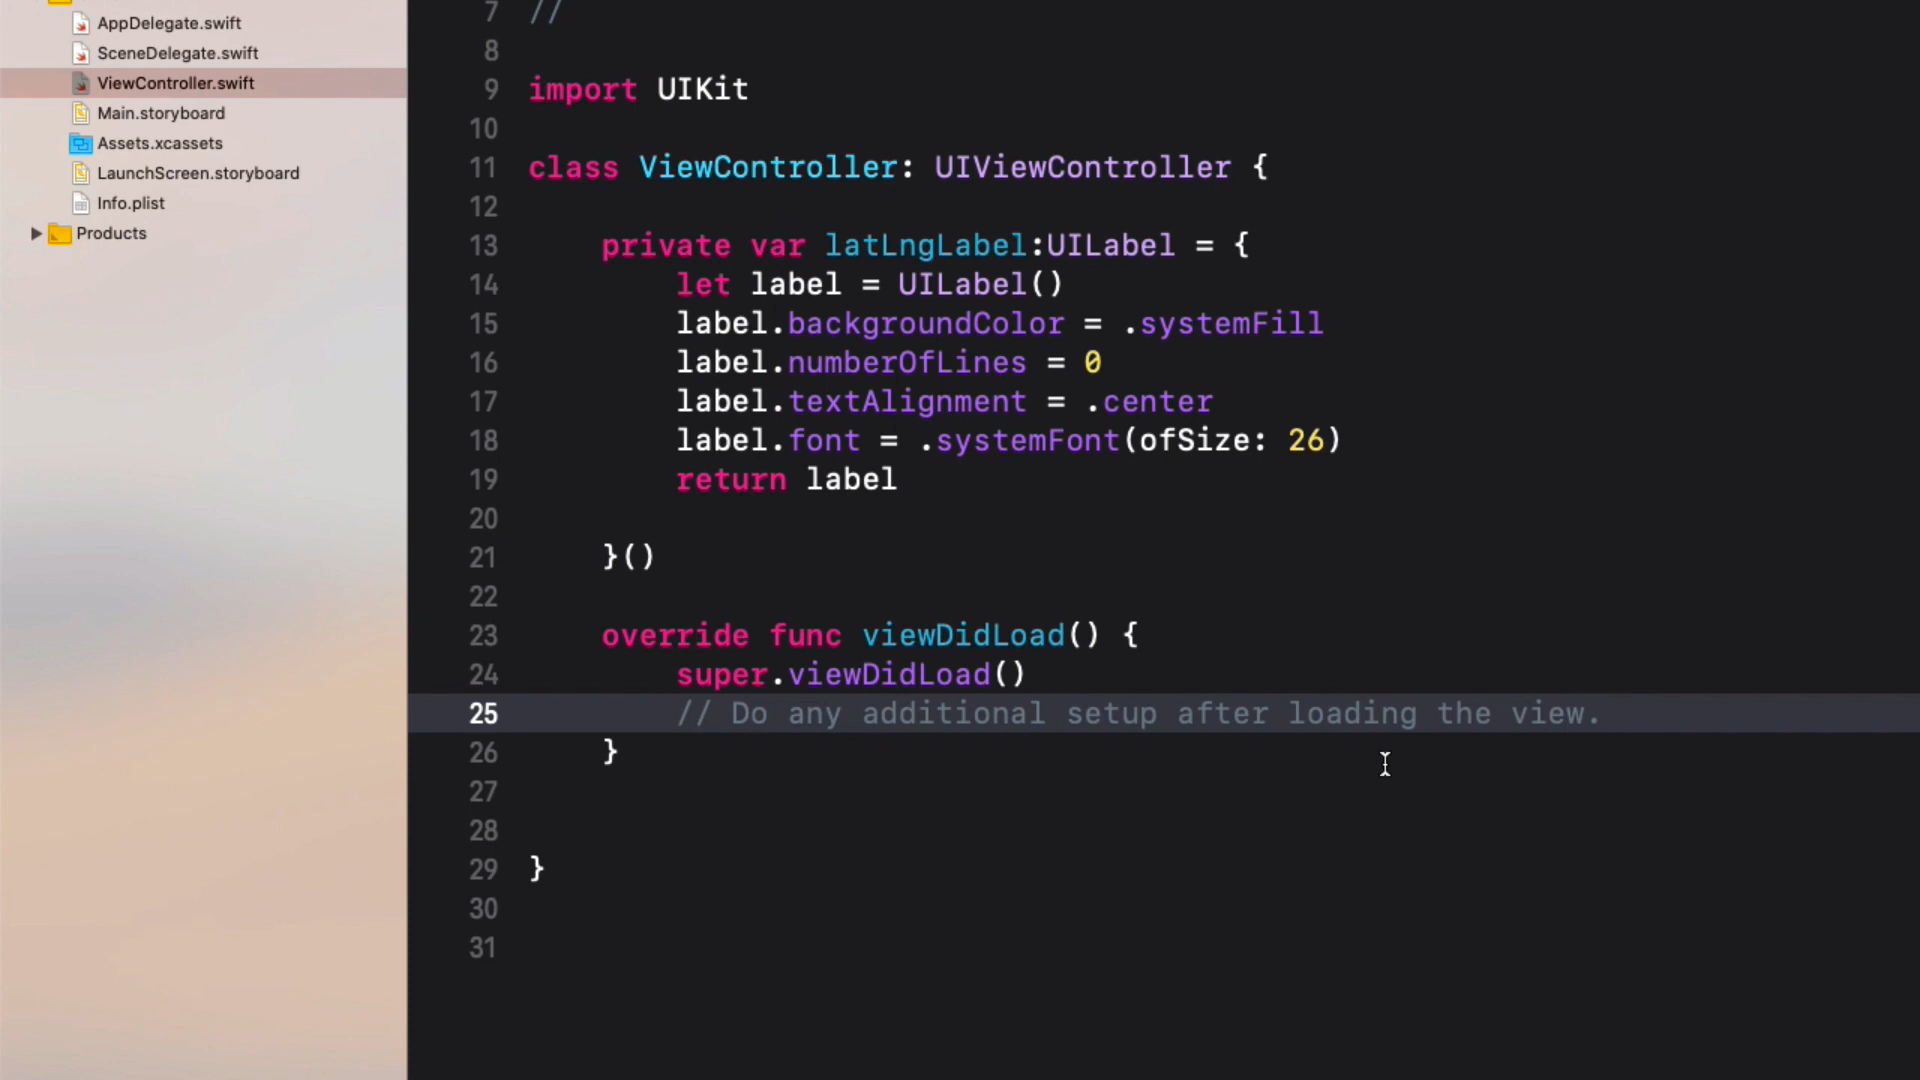 AppDelegate.swift
SceneDelegate.swift
ViewController.swift
Main.storyboard
Assets.xcassets
LaunchScreen.storyboard
Info.plist
Products
7 //
8
9 import UIKit
10
11 class ViewController: UIViewController {
12
13 private var latLngLabel:UILabel = {
14 let label = UILabel()
15 label.backgroundColor = .systemFill
16 label.numberOfLines = 0
17 label.textAlignment = .center
18 label.font = .systemFont(ofSize: 26)
19 return label
20
21 }()
22
23 override func viewDidLoad() {
24 super.viewDidLoad()
25 // Do any additional setup after loading the view.
26 }
27
28
29 }
30
31